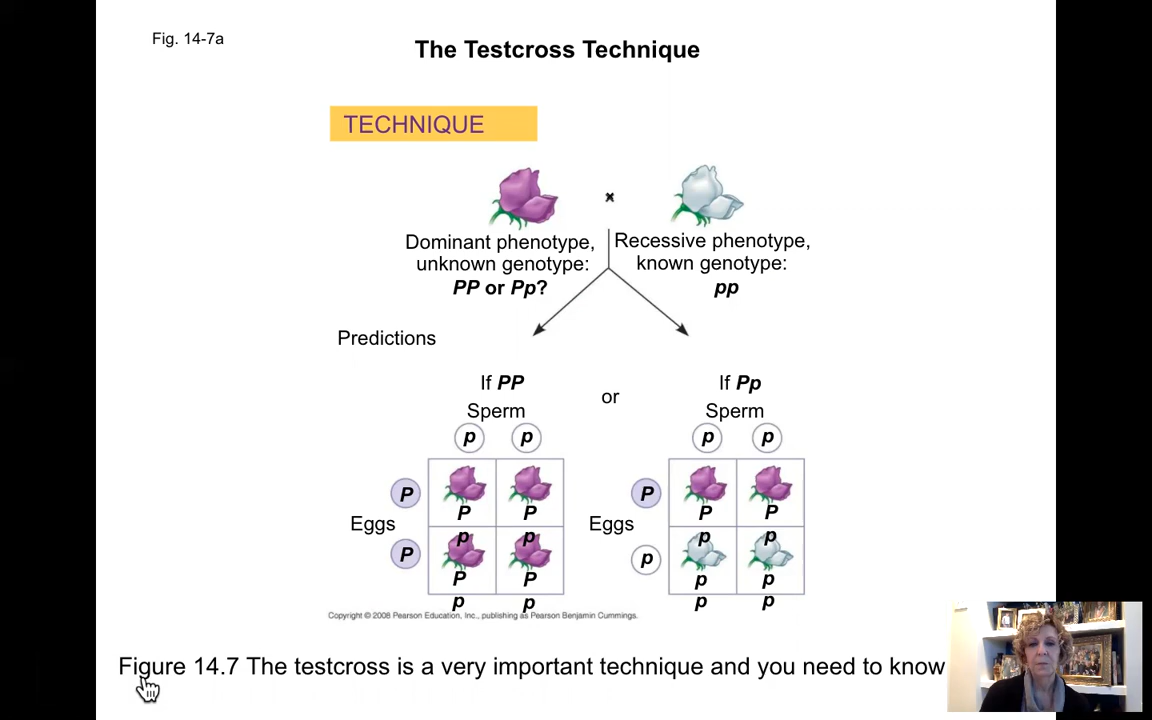 Fig. 14-7a
The Testcross Technique
TECHNIQUE
×
Dominant phenotype,
unknown genotype:
PP or Pp?
Recessive phenotype,
known genotype:
pp
Predictions
If PP
Sperm
p p
or
If Pp
Sperm
p p
Eggs
P
P
P P
p p
P P
p p
Eggs
P
p
P P
p p
p p
p p
Copyright © 2008 Pearson Education, Inc., publishing as Pearson Benjamin Cummings.
Figure 14.7 The testcross is a very important technique and you need to know